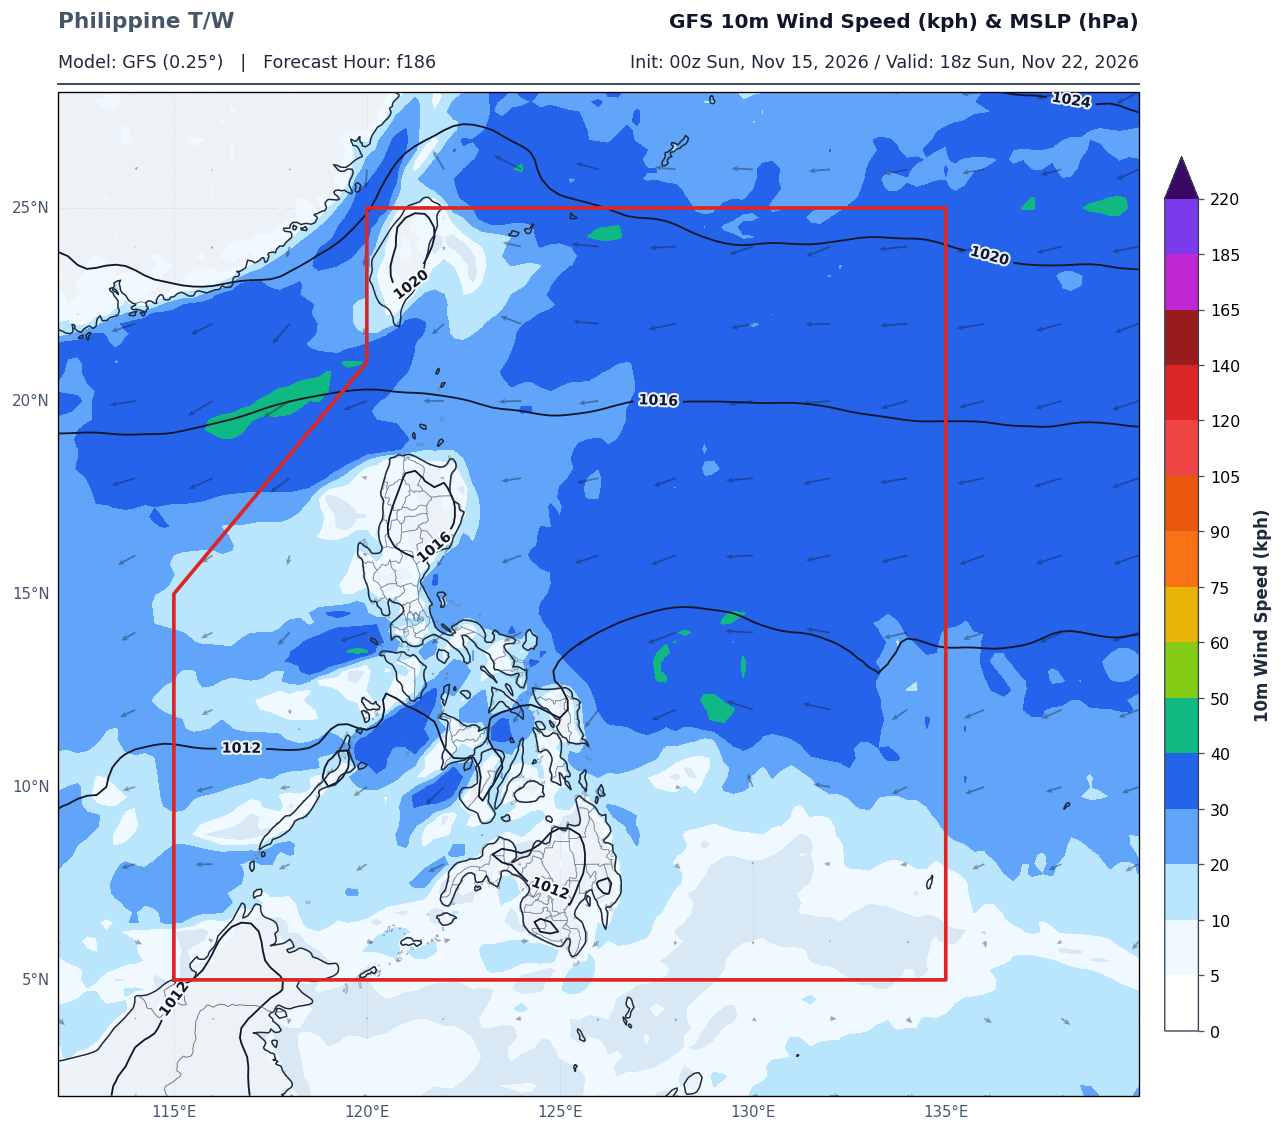 Philippine T/W
GFS 10m Wind Speed (kph) & MSLP (hPa)
Model: GFS (0.25°)   |   Forecast Hour: f186
Init: 00z Sun, Nov 15, 2026 / Valid: 18z Sun, Nov 22, 2026
1024
1020
1020
1016
1016
1012
1012
1012
25°N
20°N
15°N
10°N
5°N
115°E
120°E
125°E
130°E
135°E
220
185
165
140
120
105
90
75
60
50
40
30
20
10
5
0
10m Wind Speed (kph)